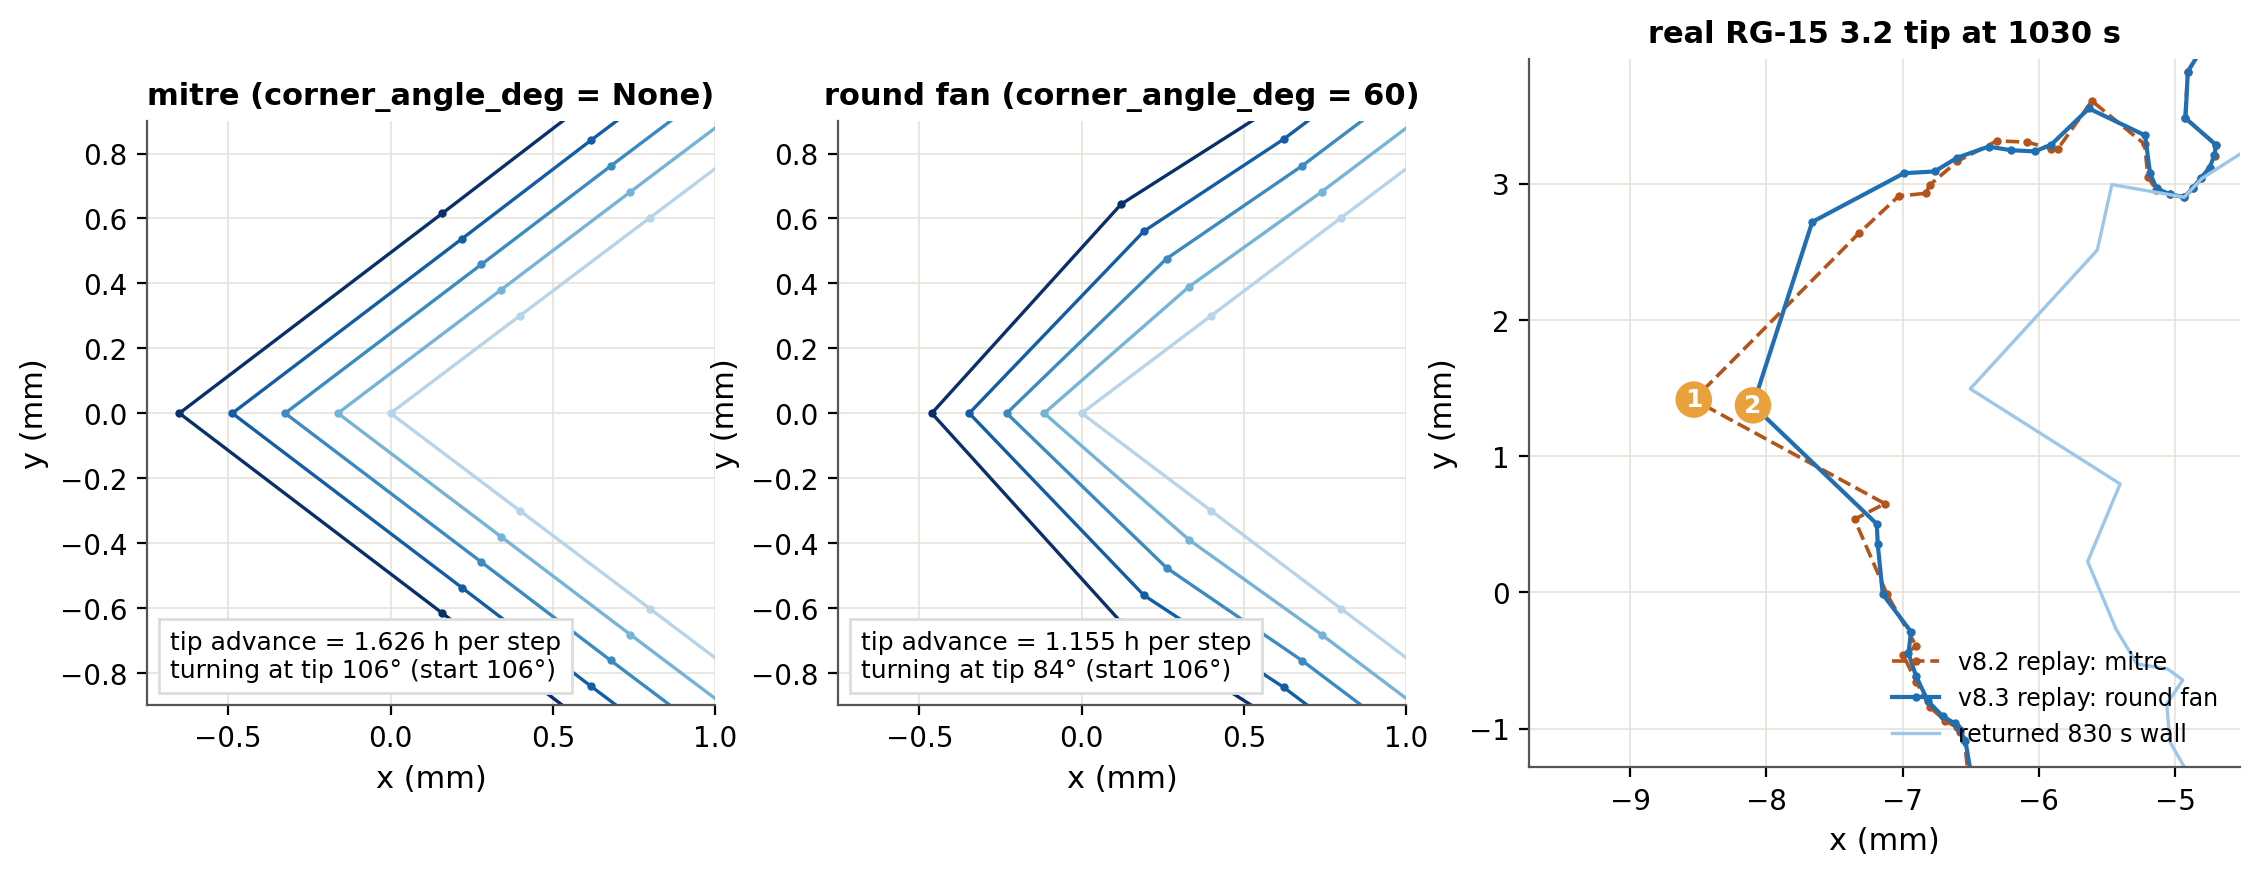 mitre (corner_angle_deg = None)
0.8
0.6
0.4
0.2
0.0
−0.2
−0.4
−0.6
−0.8
y (mm)
tip advance = 1.626 h per step
turning at tip 106° (start 106°)
−0.5
0.0
0.5
1.0
x (mm)
round fan (corner_angle_deg = 60)
0.8
0.6
0.4
0.2
0.0
−0.2
−0.4
−0.6
−0.8
y (mm)
tip advance = 1.155 h per step
turning at tip 84° (start 106°)
−0.5
0.0
0.5
1.0
x (mm)
real RG-15 3.2 tip at 1030 s
3
2
1
0
−1
y (mm)
1
2
v8.2 replay: mitre
v8.3 replay: round fan
returned 830 s wall
−9
−8
−7
−6
−5
x (mm)